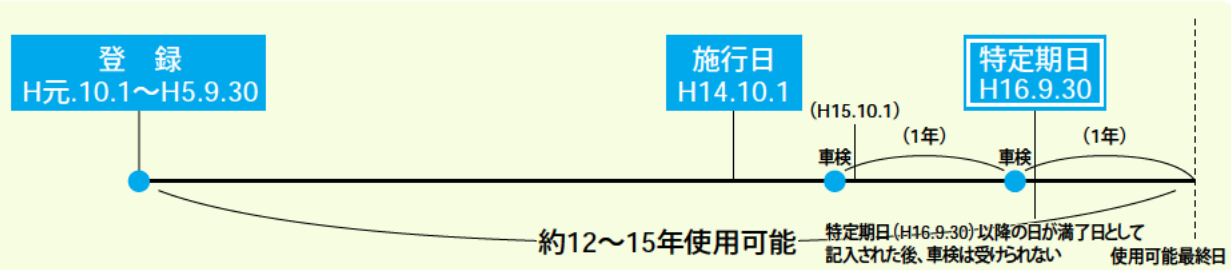 登　録
H元.10.1～H5.9.30
施行日
H14.10.1
(H15.10.1)
特定期日
H16.9.30
車検
(1年)
車検
(1年)
約12～15年使用可能
特定期日(H16.9.30)以降の日が満了日として
記入された後、車検は受けられない
使用可能最終日